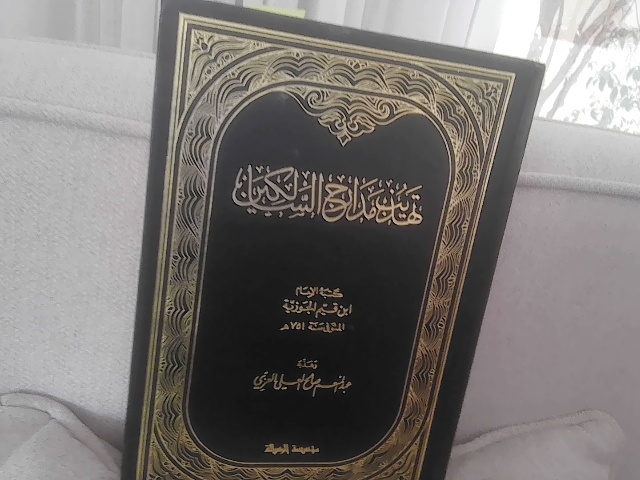 تهذيب مدارج السالكين
كتبه الإمام
ابن قيم الجوزية
المتوفى سنة ٧٥١ هـ
وهذبه
عبد المنعم صالح العلي العزي
مؤسسة الرسالة